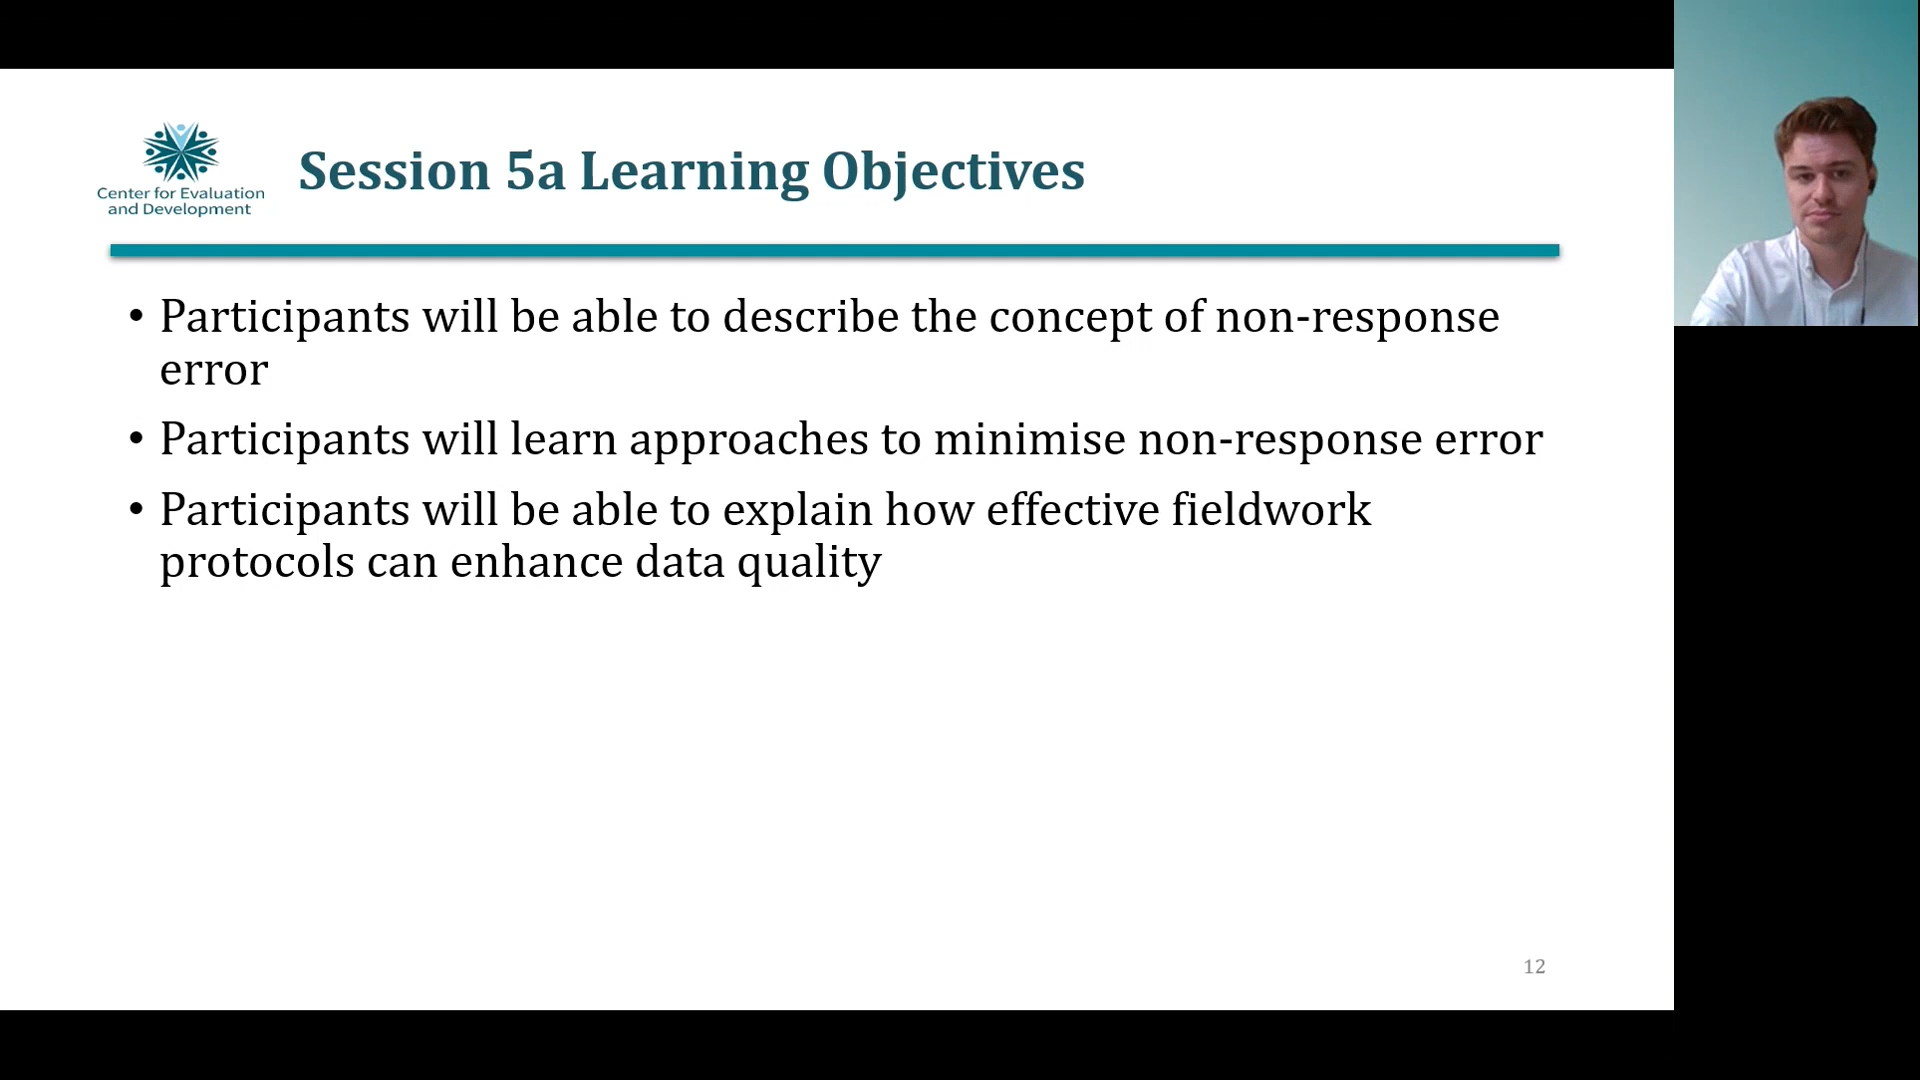 Center for Evaluation
and Development
Session 5a Learning Objectives
• Participants will be able to describe the concept of non-response
error
• Participants will learn approaches to minimise non-response error
• Participants will be able to explain how effective fieldwork
protocols can enhance data quality
12